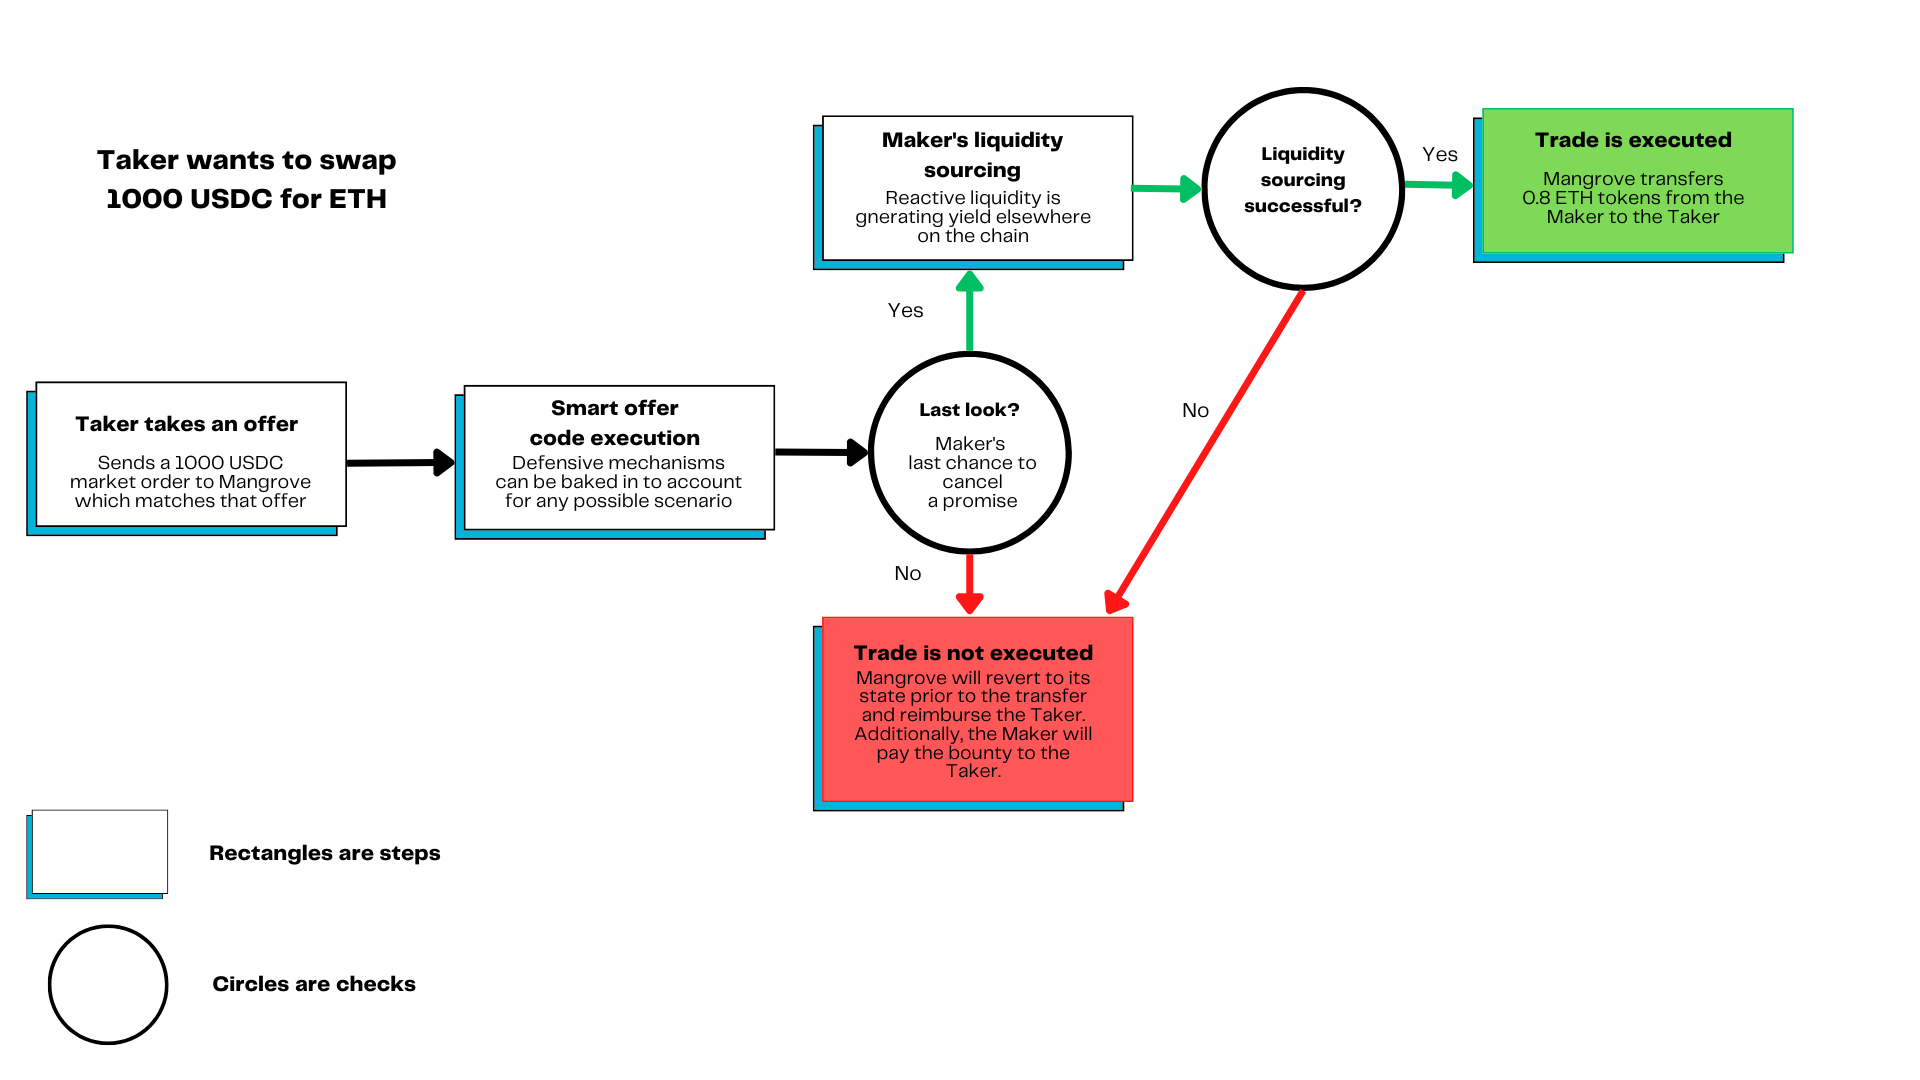 Taker wants to swap
1000 USDC for ETH
Taker takes an offer
Sends a 1000 USDC
market order to Mangrove
which matches that offer
Smart offer
code execution
Defensive mechanisms
can be baked in to account
for any possible scenario
Last look?
Maker's
last chance to
cancel
a promise
Yes
No
Maker's liquidity
sourcing
Reactive liquidity is
gnerating yield elsewhere
on the chain
Liquidity
sourcing
successful?
Yes
No
Trade is executed
Mangrove transfers
0.8 ETH tokens from the
Maker to the Taker
Trade is not executed
Mangrove will revert to its
state prior to the transfer
and reimburse the Taker.
Additionally, the Maker will
pay the bounty to the
Taker.
Rectangles are steps
Circles are checks